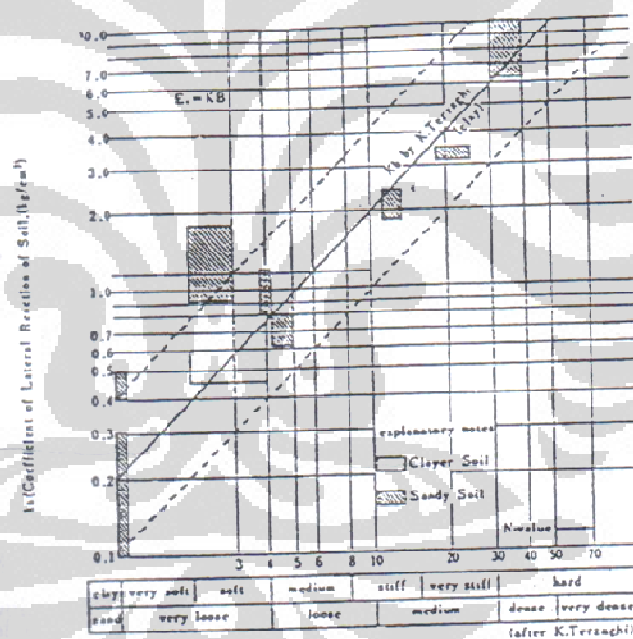 10.0
7.0
6.0
5.0
4.0
3.0
2.0
1.0
0.7
0.6
0.5
0.4
0.3
0.2
0.1
E. = KB
Kh by K.Terzaghi
(clay)
(Coefficient of Lateral Reaction of Soil, (kg/cm³)
explanatory notes
Clayer Soil
Sandy Soil
N-value
3 4 5 6 8 10 20 30 40 50 70
clay very soft soft medium stiff very stiff hard
sand very loose loose medium dense very dense
(after K.Terzaghi)